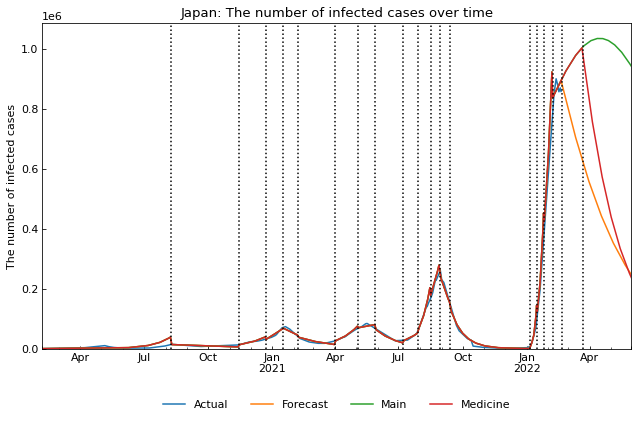 Japan: The number of infected cases over time
1e6
1.0
0.8
0.6
0.4
0.2
0.0
The number of infected cases
Apr Jul Oct Jan Apr Jul Oct Jan Apr
2021 2022
Actual Forecast Main Medicine